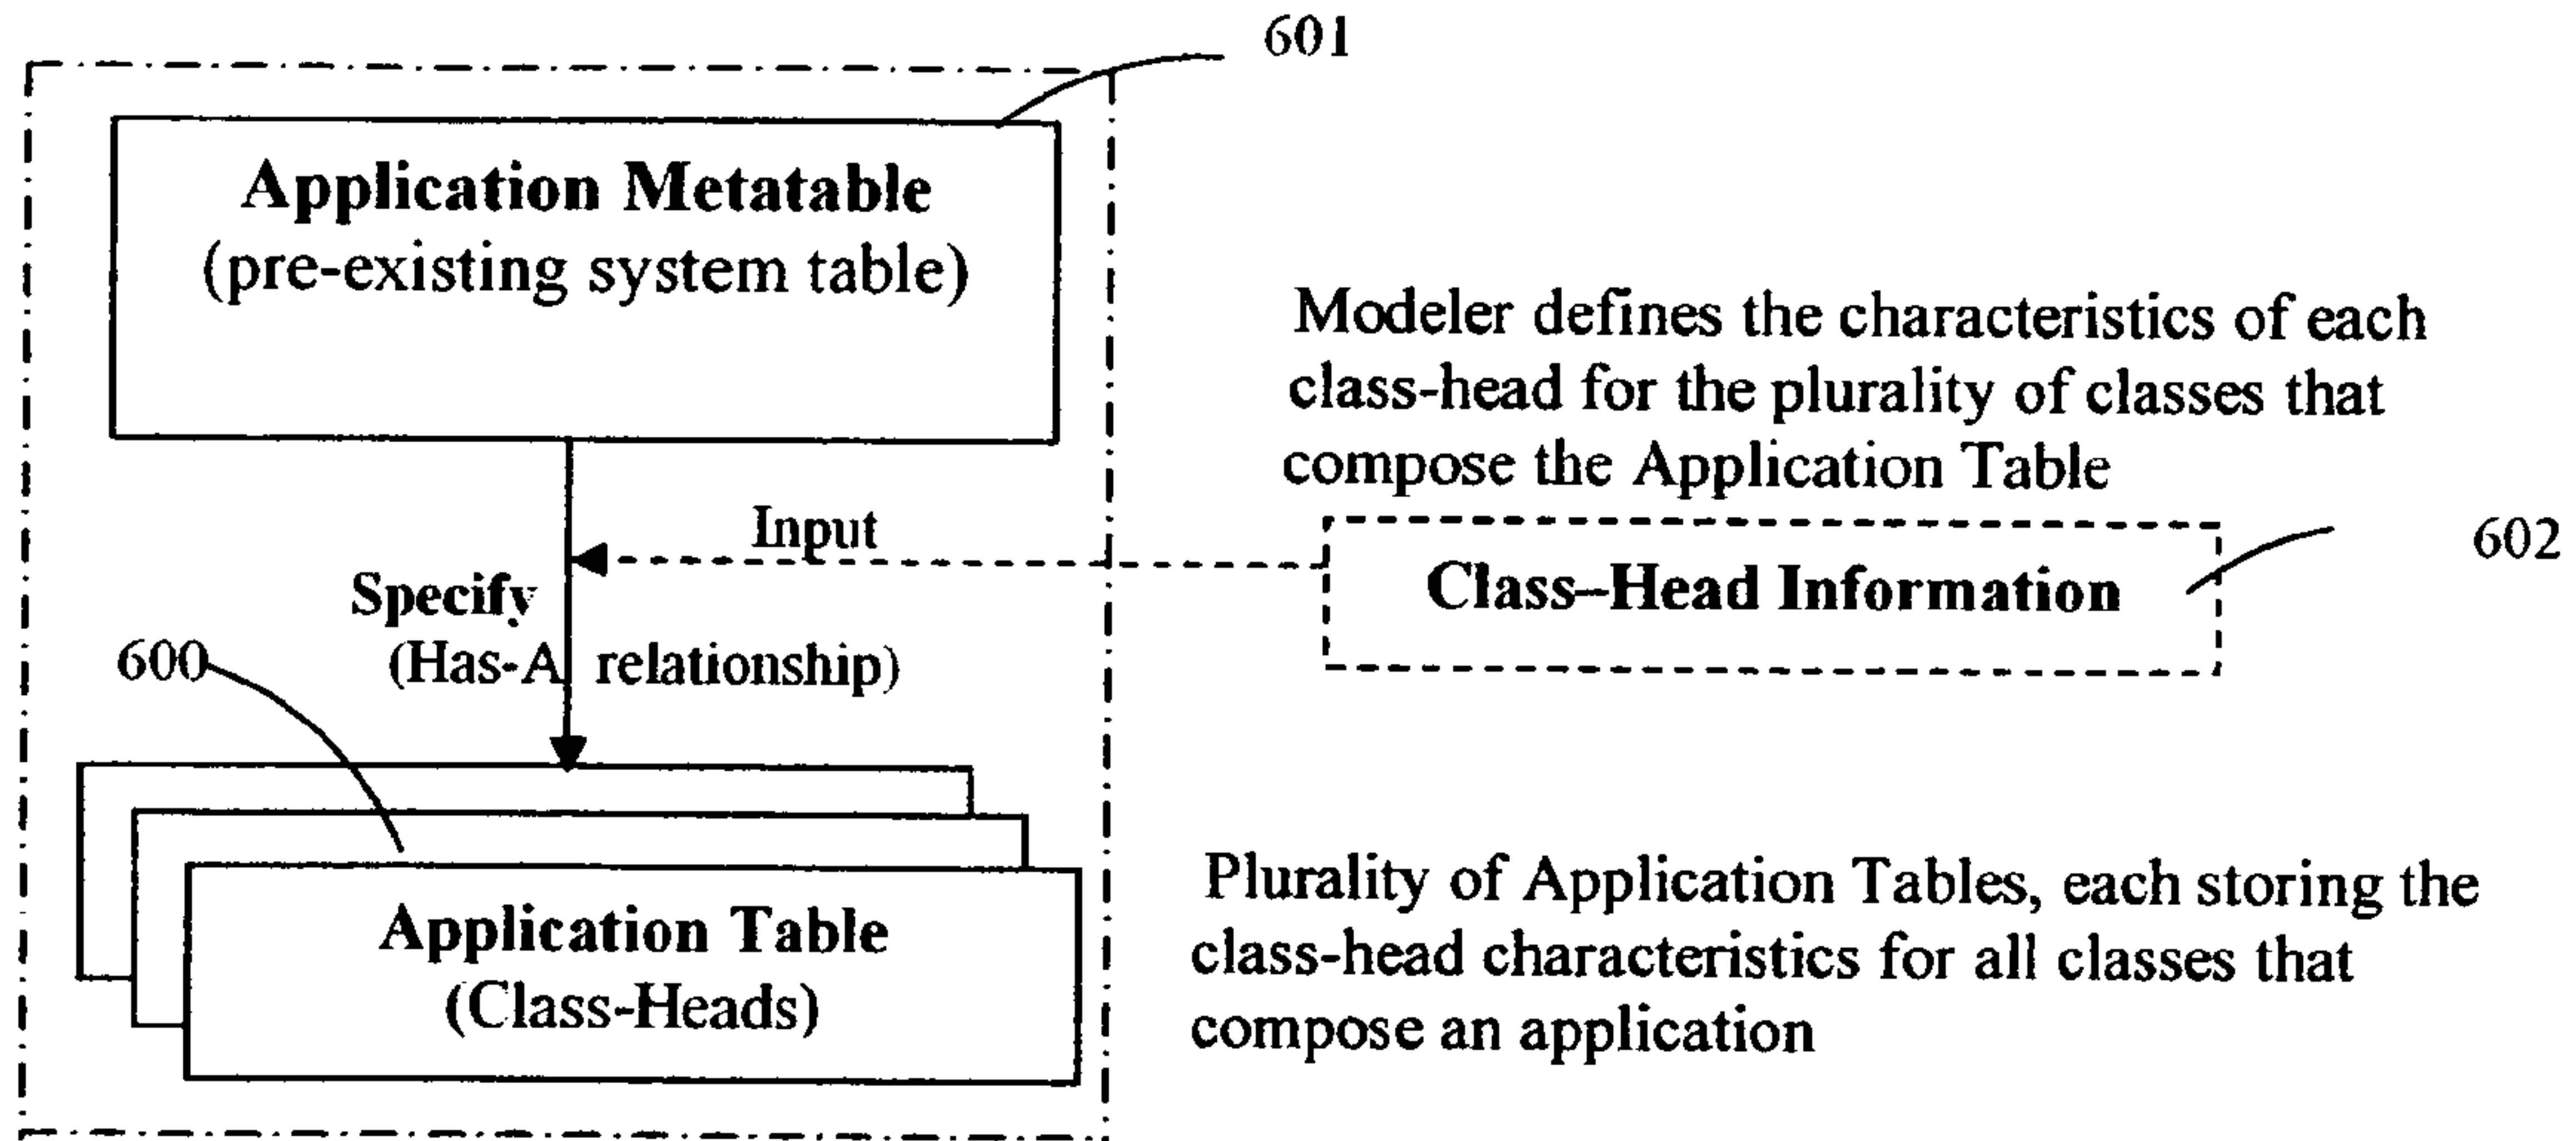 601
Application Metatable
(pre-existing system table)
Modeler defines the characteristics of each
class-head for the plurality of classes that
compose the Application Table
Input
602
Class–Head Information
Specify
(Has-A relationship)
600
Application Table
(Class-Heads)
Plurality of Application Tables, each storing the
class-head characteristics for all classes that
compose an application